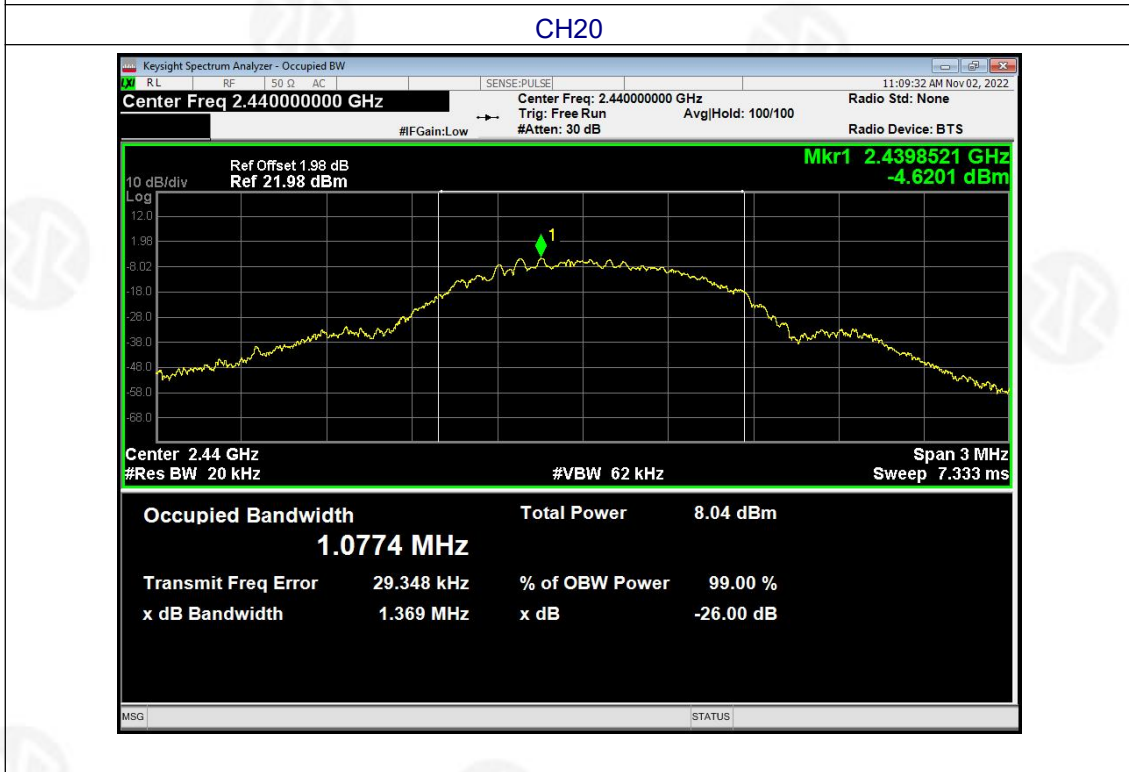 CH20
Keysight Spectrum Analyzer - Occupied BW
LXI RL RF 50 Ω AC SENSE:PULSE 11:09:32 AM Nov 02, 2022
Center Freq 2.440000000 GHz Center Freq: 2.440000000 GHz Radio Std: None
Trig: Free Run Avg|Hold: 100/100
#IFGain:Low #Atten: 30 dB Radio Device: BTS
Mkr1 2.4398521 GHz
Ref Offset 1.98 dB
10 dB/div Ref 21.98 dBm -4.6201 dBm
Log
12.0
1.98
1
-8.02
-18.0
-28.0
-38.0
-48.0
-58.0
-68.0
Center 2.44 GHz Span 3 MHz
#Res BW 20 kHz #VBW 62 kHz Sweep 7.333 ms
Occupied Bandwidth Total Power 8.04 dBm
1.0774 MHz
Transmit Freq Error 29.348 kHz % of OBW Power 99.00 %
x dB Bandwidth 1.369 MHz x dB -26.00 dB
MSG STATUS